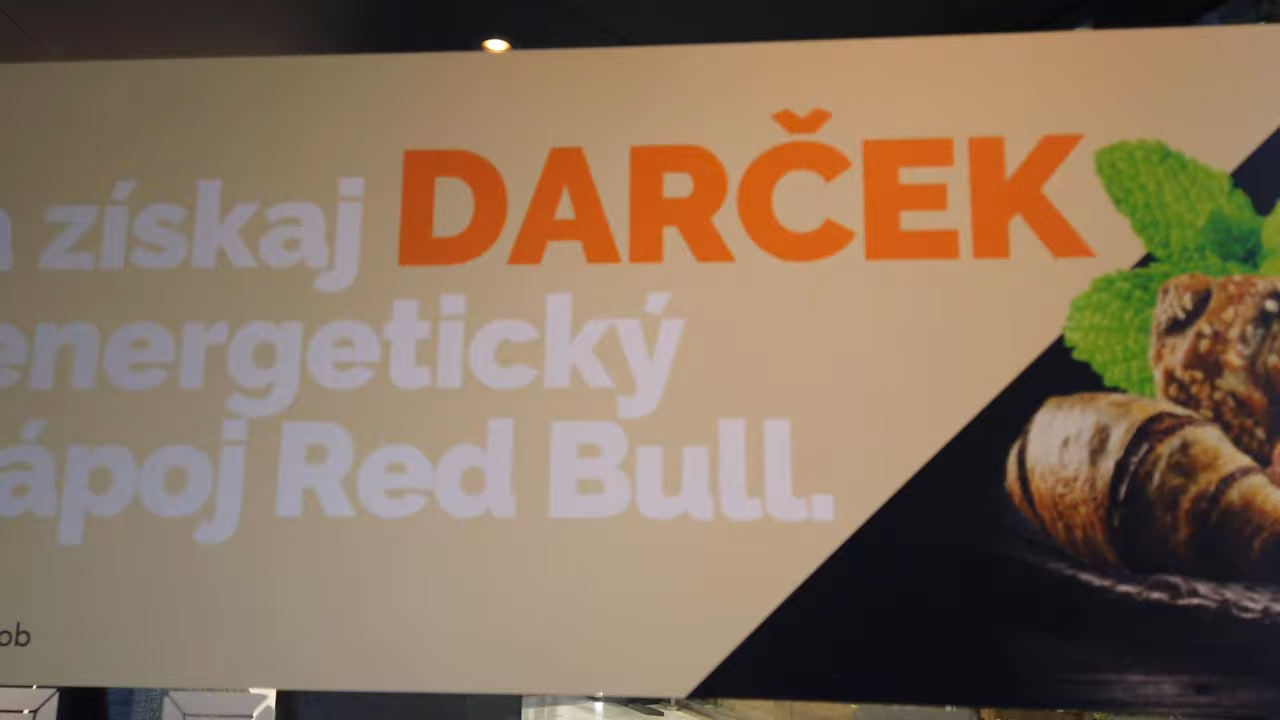 získaj DARČEK
energetický
ápoj Red Bull.
ob